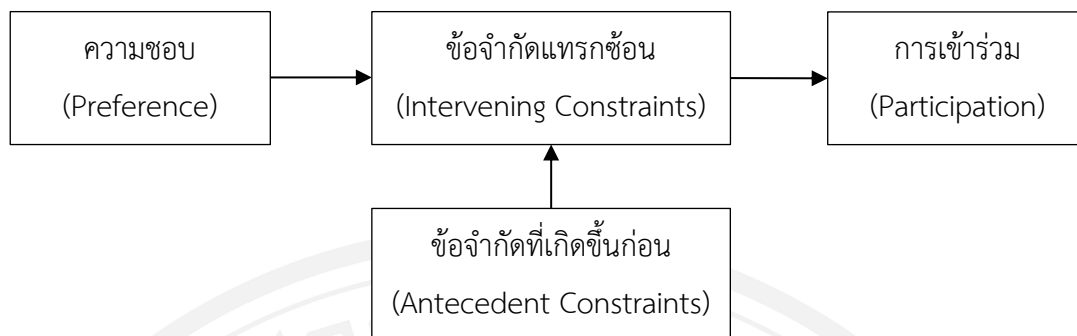 ความชอบ
(Preference)
ข้อจำกัดแทรกซ้อน
(Intervening Constraints)
การเข้าร่วม
(Participation)
ข้อจำกัดที่เกิดขึ้นก่อน
(Antecedent Constraints)